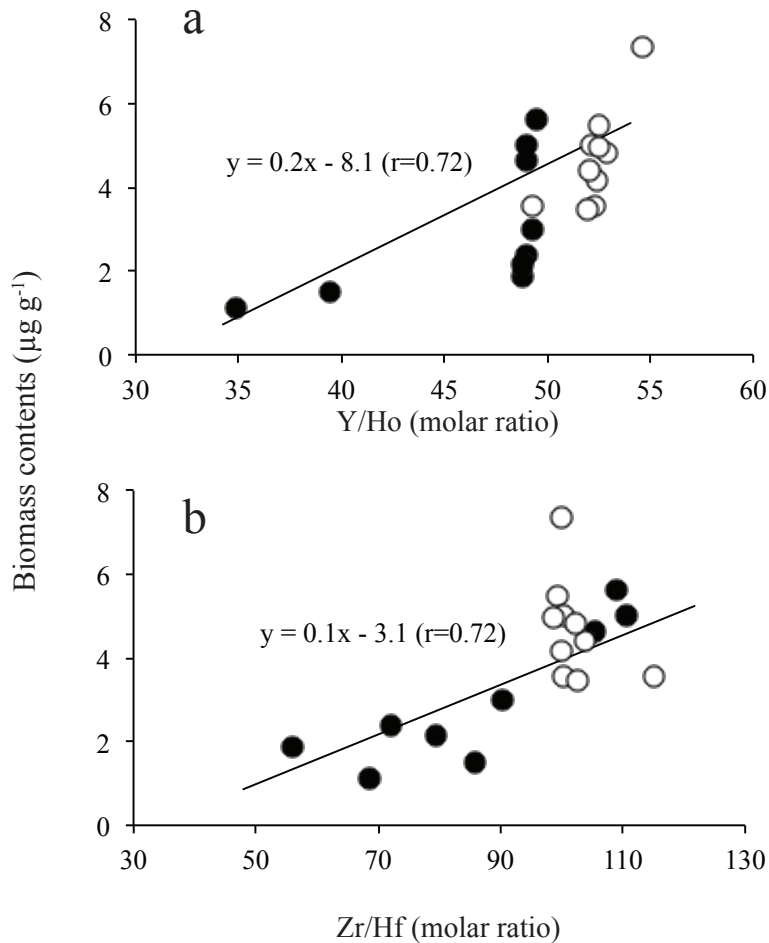 a
8
6
4
2
0
y = 0.2x - 8.1 (r=0.72)
30 35 40 45 50 55 60
Y/Ho (molar ratio)
Biomass contents (µg g⁻¹)
b
8
6
4
2
0
y = 0.1x - 3.1 (r=0.72)
30 50 70 90 110 130
Zr/Hf (molar ratio)